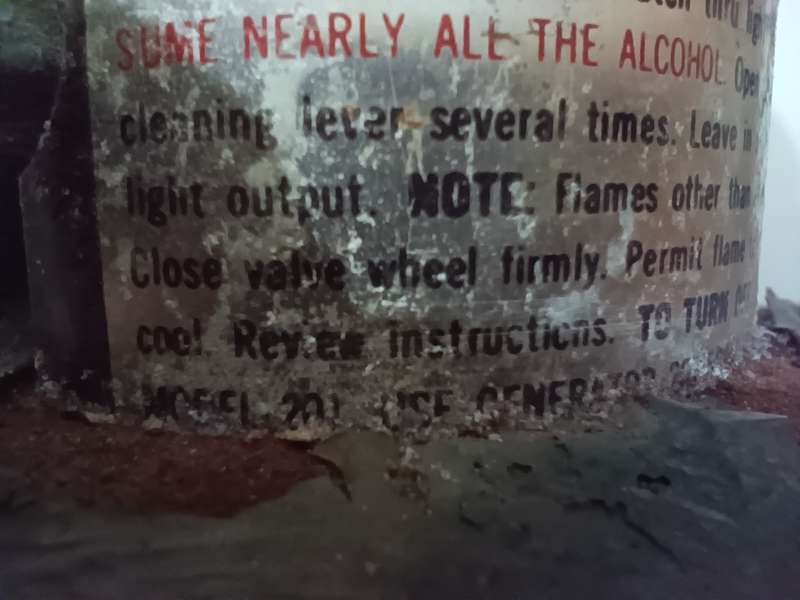 thru
SUME NEARLY ALL THE ALCOHOL. Open
cleaning lever several times. Leave in
light output. NOTE: Flames other than
Close valve wheel firmly. Permit flame
cool. Review instructions. TO TURN
MODEL 201 USE GENERATOR